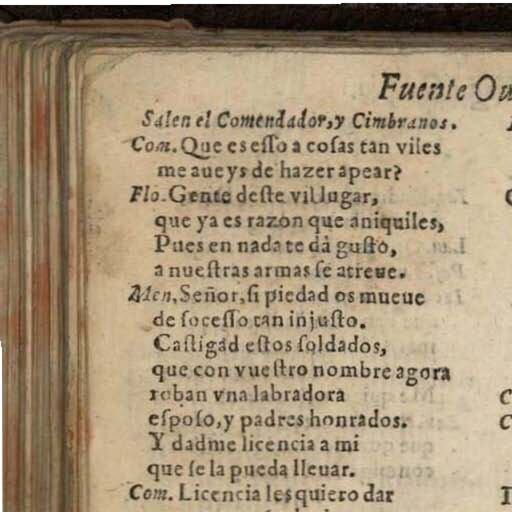 Fuente Ou
Salen el Comendador, y Cimbranos.
Com. Que es esso a cosas tan viles
me aueys de hazer apear?
Flo. Gente deste vil lugar,
que ya es razon que aniquiles,
Pues en nada te dà gusto,
a nuestras armas se atreue.
Men, Señor, si piedad os mueue
de socesso tan injusto.
Castigad estos soldados,
que con vuestro nombre agora
roban vna labradora
esposo, y padres honrados.
Y dadme licencia a mi
que se la pueda lleuar.
Com. Licencia les quiero dar